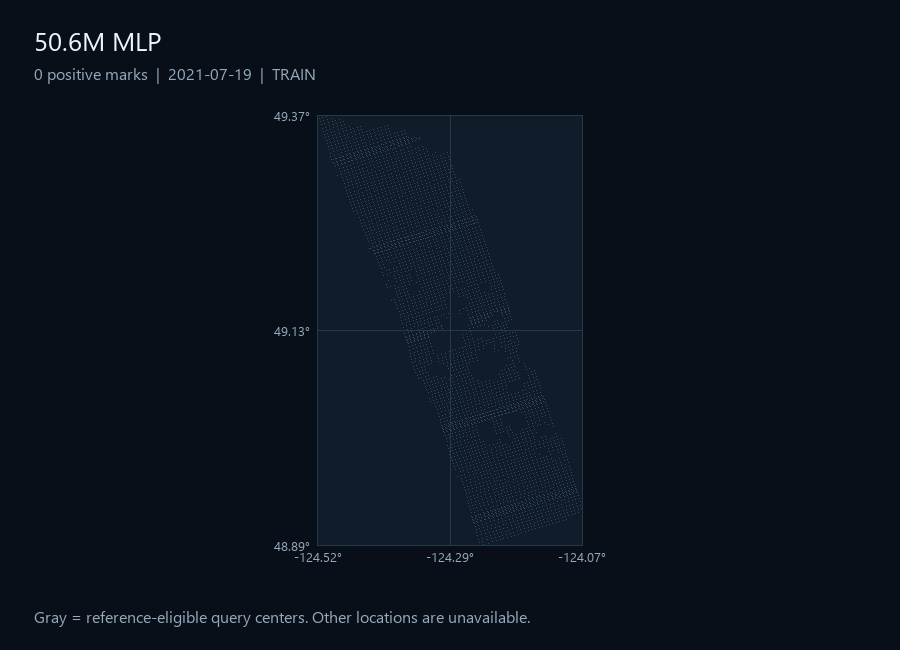 50.6M MLP
0 positive marks | 2021-07-19 | TRAIN
49.37°
49.13°
48.89°
-124.52° -124.29° -124.07°
Gray = reference-eligible query centers. Other locations are unavailable.